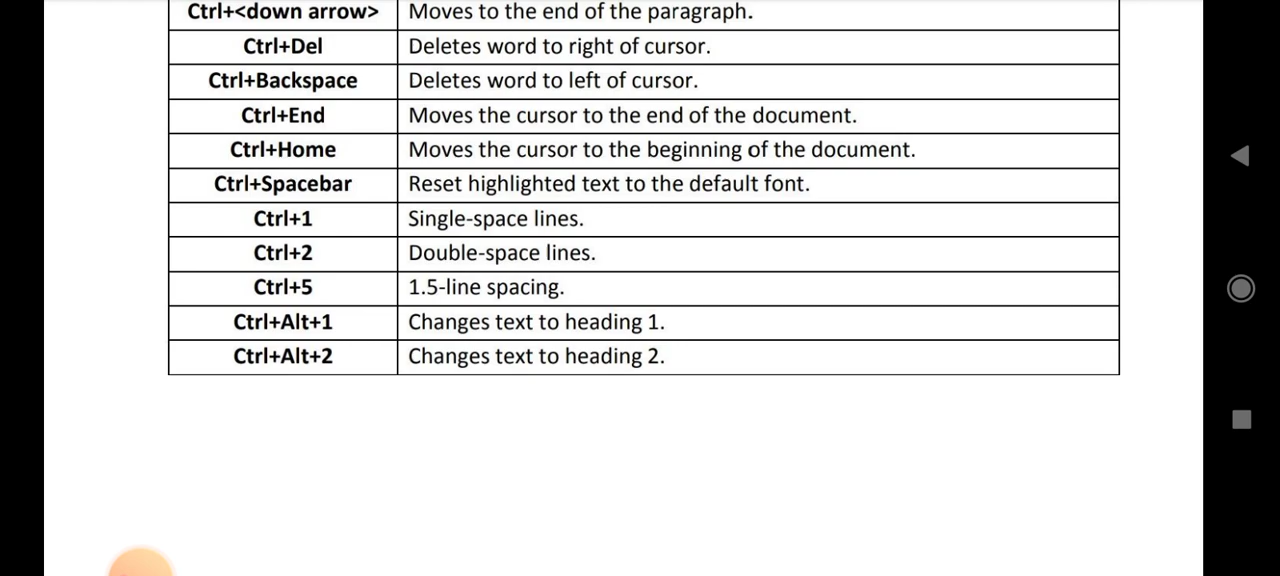 Ctrl+<down arrow> Moves to the end of the paragraph.
Ctrl+Del Deletes word to right of cursor.
Ctrl+Backspace Deletes word to left of cursor.
Ctrl+End Moves the cursor to the end of the document.
Ctrl+Home Moves the cursor to the beginning of the document.
Ctrl+Spacebar Reset highlighted text to the default font.
Ctrl+1 Single-space lines.
Ctrl+2 Double-space lines.
Ctrl+5 1.5-line spacing.
Ctrl+Alt+1 Changes text to heading 1.
Ctrl+Alt+2 Changes text to heading 2.